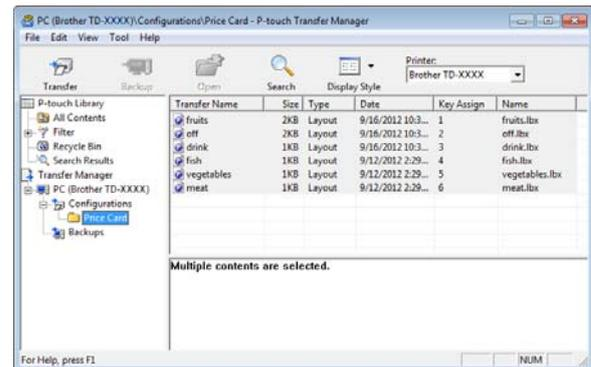 PC (Brother TD-XXXX)\Configurations\Price Card - P-touch Transfer Manager
File Edit View Tool Help
Transfer Backup Open Search Display Style
Printer:
Brother TD-XXXX
P-touch Library
All Contents
Filter
Recycle Bin
Search Results
Transfer Manager
PC (Brother TD-XXXX)
Configurations
Price Card
Backups
Transfer Name Size Type Date Key Assign Name
fruits 2KB Layout 9/16/2012 10:3... 1 fruits.lbx
off 2KB Layout 9/16/2012 10:3... 2 off.lbx
drink 1KB Layout 9/16/2012 10:3... 3 drink.lbx
fish 1KB Layout 9/12/2012 2:29... 4 fish.lbx
vegetables 1KB Layout 9/12/2012 2:29... 5 vegetables.lbx
meat 1KB Layout 9/12/2012 2:29... 6 meat.lbx
Multiple contents are selected.
For Help, press F1
NUM